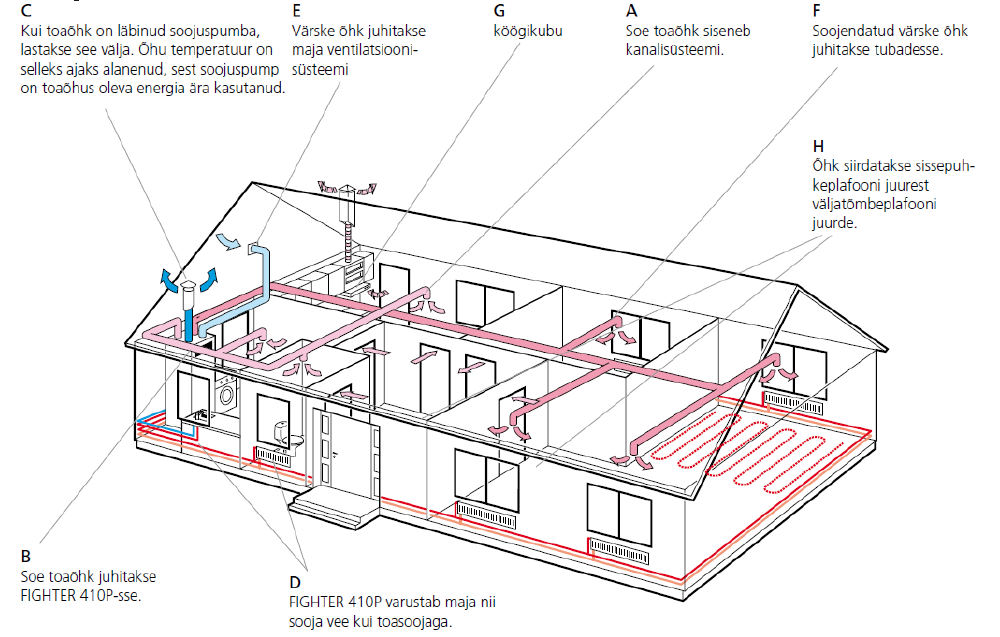 C
Kui toaõhk on läbinud soojuspumba,
lastakse see välja. Õhu temperatuur on
selleks ajaks alanenud, sest soojuspump
on toaõhus oleva energia ära kasutanud.
E
Värske õhk juhitakse
maja ventilatsiooni-
süsteemi
G
köögikubu
A
Soe toaõhk siseneb
kanalisüsteemi.
F
Soojendatud värske õhk
juhitakse tubadesse.
H
Õhk siirdatakse sissepuh-
keplafooni juurest
väljatõmbeplafooni
juurde.
B
Soe toaõhk juhitakse
FIGHTER 410P-sse.
D
FIGHTER 410P varustab maja nii
sooja vee kui toasoojaga.